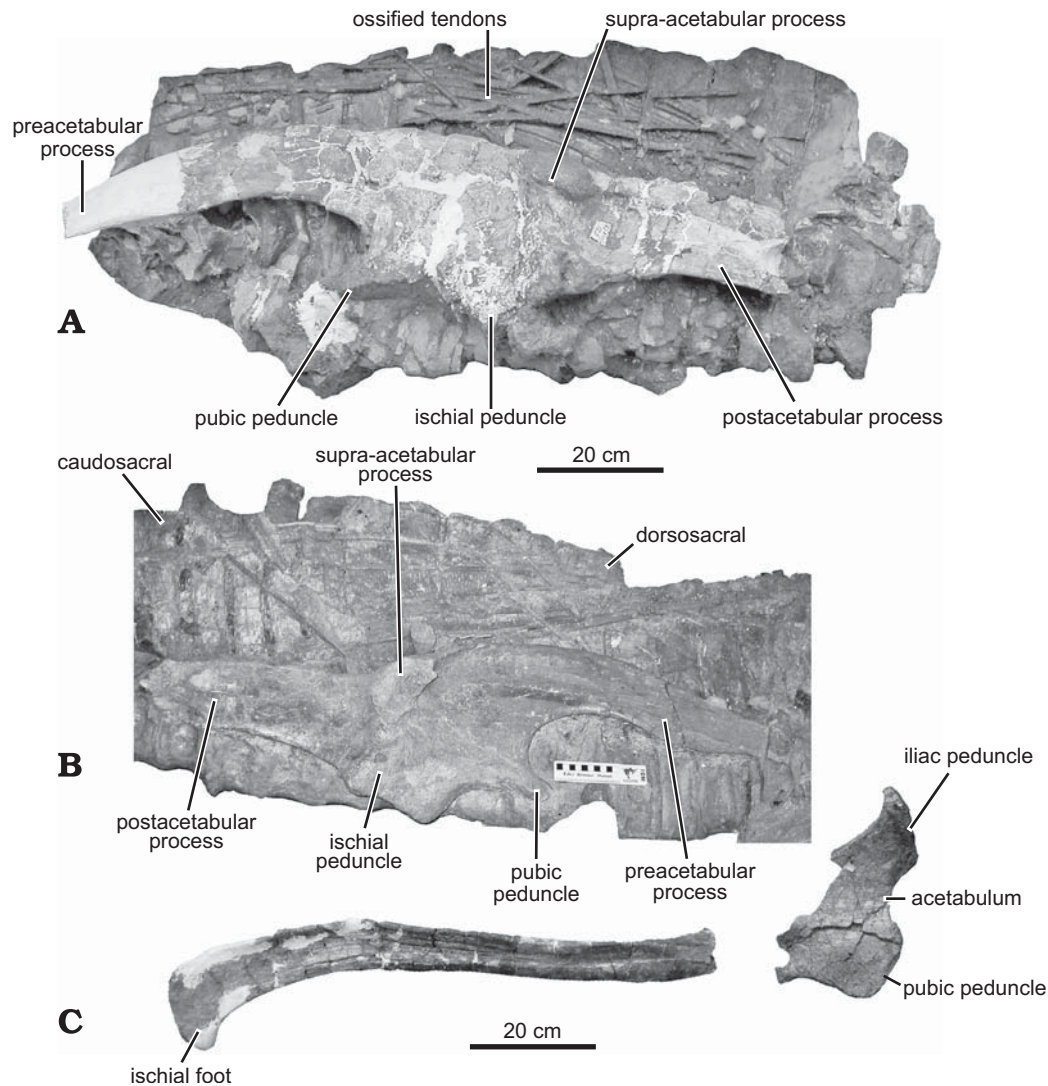 ossified tendons
supra-acetabular process
preacetabular
process
A
pubic peduncle
ischial peduncle
postacetabular process
20 cm
supra-acetabular
process
caudosacral
dorsosacral
B
iliac peduncle
postacetabular
process
ischial
peduncle
pubic
peduncle
preacetabular
process
acetabulum
pubic peduncle
C
20 cm
ischial foot